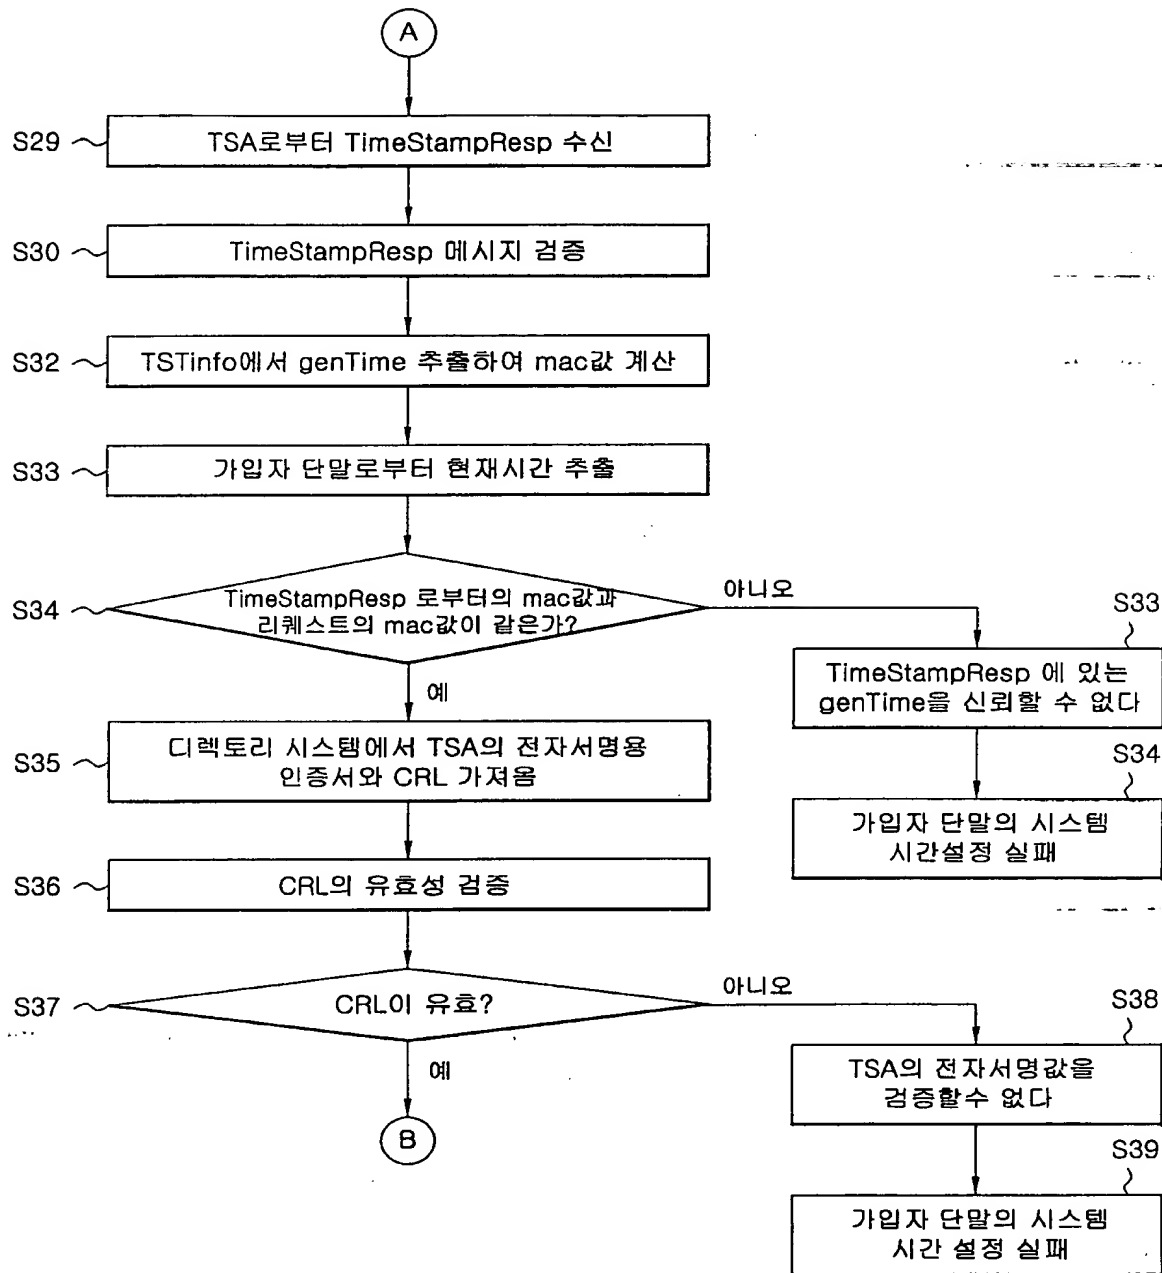 A
S29
TSA로부터 TimeStampResp 수신
S30
TimeStampResp 메시지 검증
S32
TSTinfo에서 genTime 추출하여 mac값 계산
S33
가입자 단말로부터 현재시간 추출
S34
TimeStampResp 로부터의 mac값과
리퀘스트의 mac값이 같은가?
아니오
S33
TimeStampResp 에 있는
genTime을 신뢰할 수 없다
예
S35
디렉토리 시스템에서 TSA의 전자서명용
인증서와 CRL 가져옴
S34
가입자 단말의 시스템
시간설정 실패
S36
CRL의 유효성 검증
S37
CRL이 유효?
아니오
S38
TSA의 전자서명값을
검증할수 없다
예
B
S39
가입자 단말의 시스템
시간 설정 실패